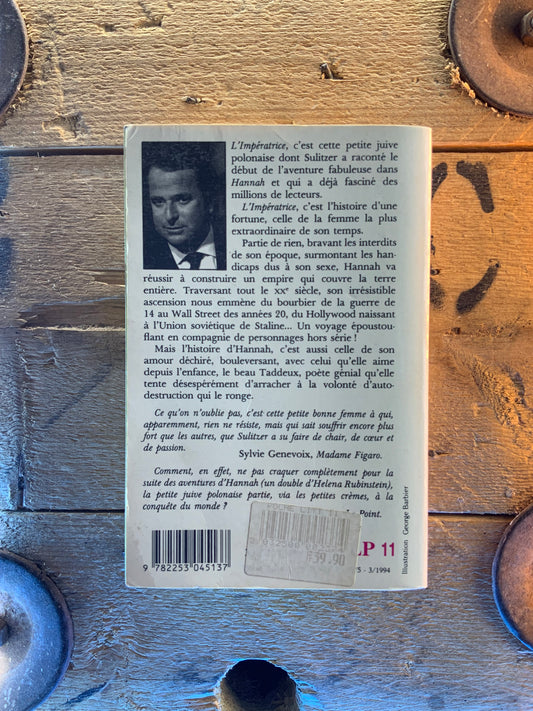 L'Impératrice, c'est cette petite juive
polonaise dont Sulitzer a raconté le
début de l'aventure fabuleuse dans
Hannah et qui a déjà fasciné des
millions de lecteurs.
L'Impératrice, c'est l'histoire d'une
fortune, celle de la femme la plus
extraordinaire de son temps.
Partie de rien, bravant les interdits
de son époque, surmontant les han-
dicaps dus à son sexe, Hannah va
réussir à construire un empire qui couvre la terre
entière. Traversant tout le XXe siècle, son irrésistible
ascension nous emmène du bourbier de la guerre de
14 au Wall Street des années 20, du Hollywood naissant
à l'Union soviétique de Staline... Un voyage époustou-
flant en compagnie de personnages hors série !
Mais l'histoire d'Hannah, c'est aussi celle de son
amour déchiré, bouleversant, avec celui qu'elle aime
depuis l'enfance, le beau Taddeux, poète génial qu'elle
tente désespérément d'arracher à la volonté d'auto-
destruction qui le ronge.
Ce qu'on n'oublie pas, c'est cette petite bonne femme à qui,
apparemment, rien ne résiste, mais qui sait souffrir encore plus
fort que les autres, que Sulitzer a su faire de chair, de cœur et
de passion.
Sylvie Genevoix, Madame Figaro.
Comment, en effet, ne pas craquer complètement pour la
suite des aventures d'Hannah (un double d'Helena Rubinstein),
la petite juive polonaise partie, via les petites crèmes, à la
conquête du monde ?
Le Point.
Illustration George Barbier
LP 11
59.90
9 782253 045137
- 3/1994